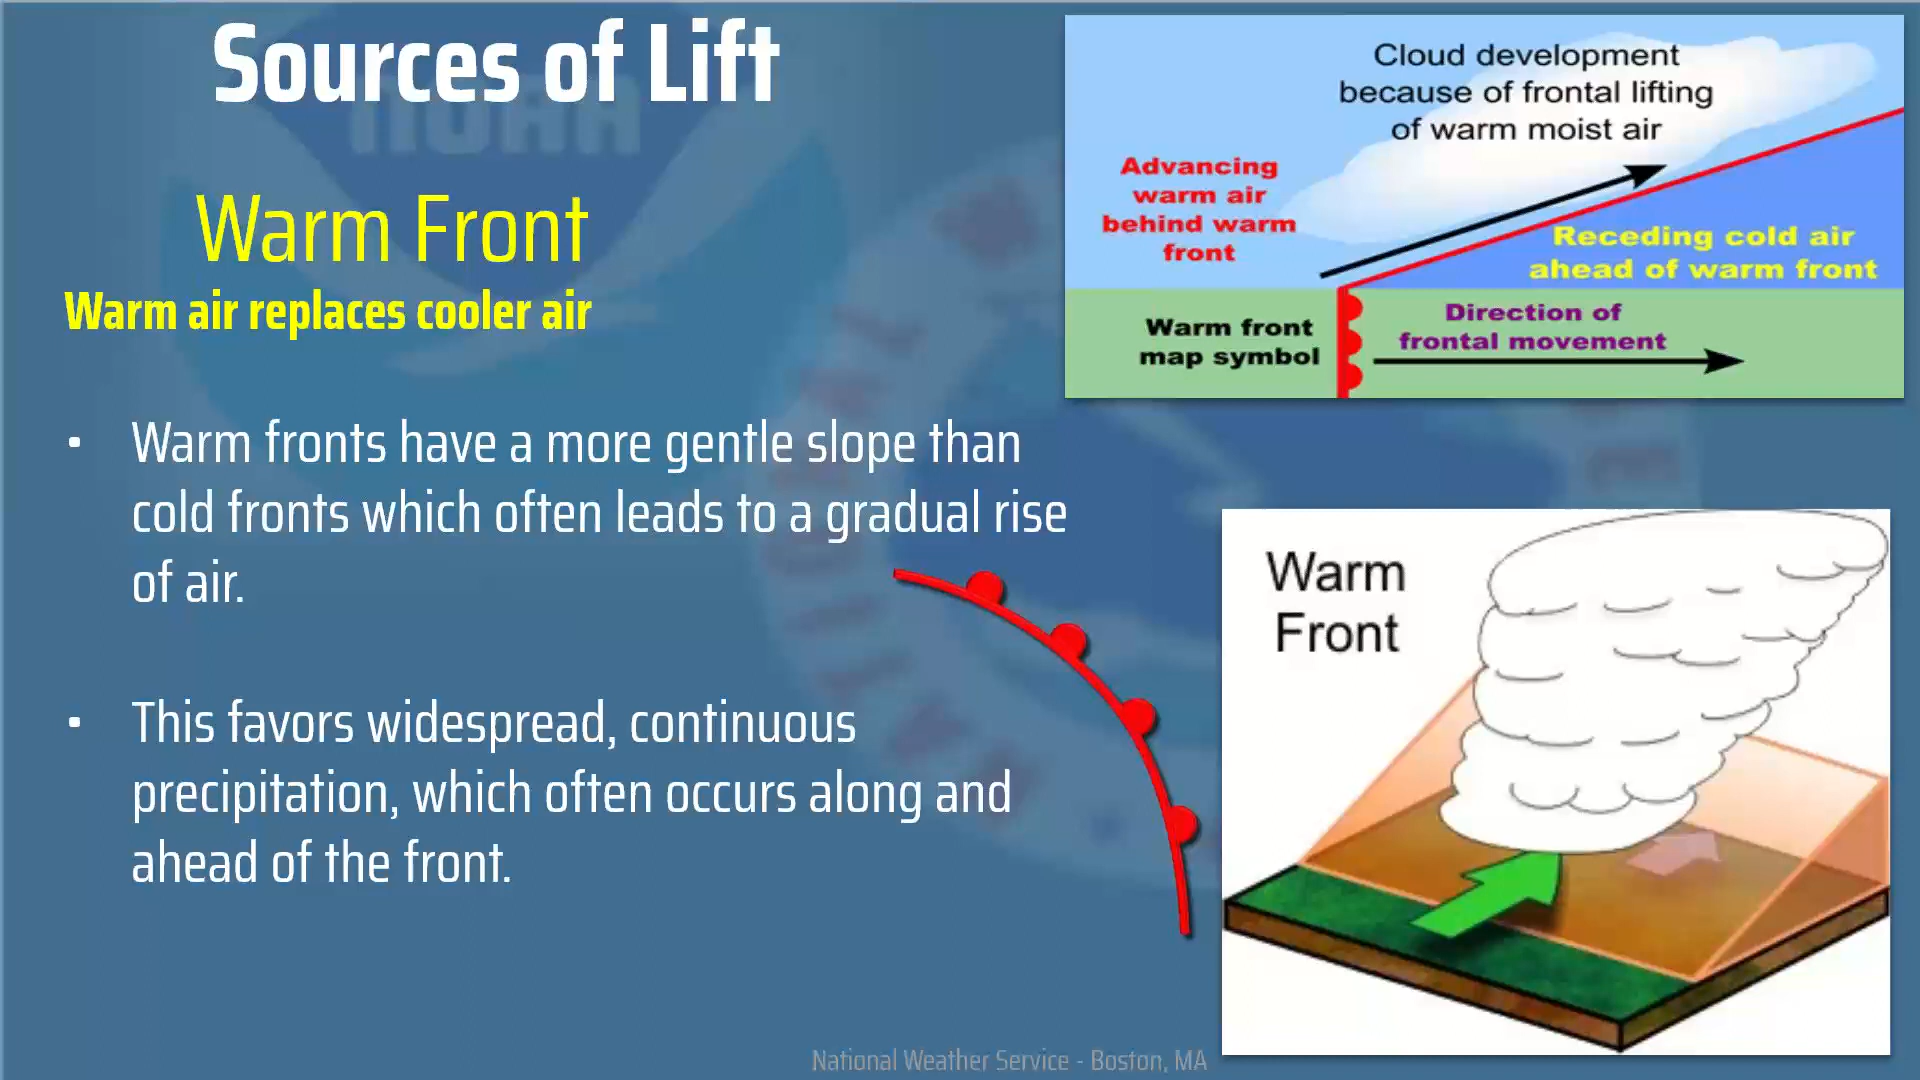 Sources of Lift
NOAA
Warm Front
Warm air replaces cooler air
Warm fronts have a more gentle slope than
cold fronts which often leads to a gradual rise
of air.
This favors widespread, continuous
precipitation, which often occurs along and
ahead of the front.
Cloud development
because of frontal lifting
of warm moist air
Advancing
warm air
behind warm
front
Receding cold air
ahead of warm front
Warm front
map symbol
Direction of
frontal movement
Warm
Front
National Weather Service - Boston, MA